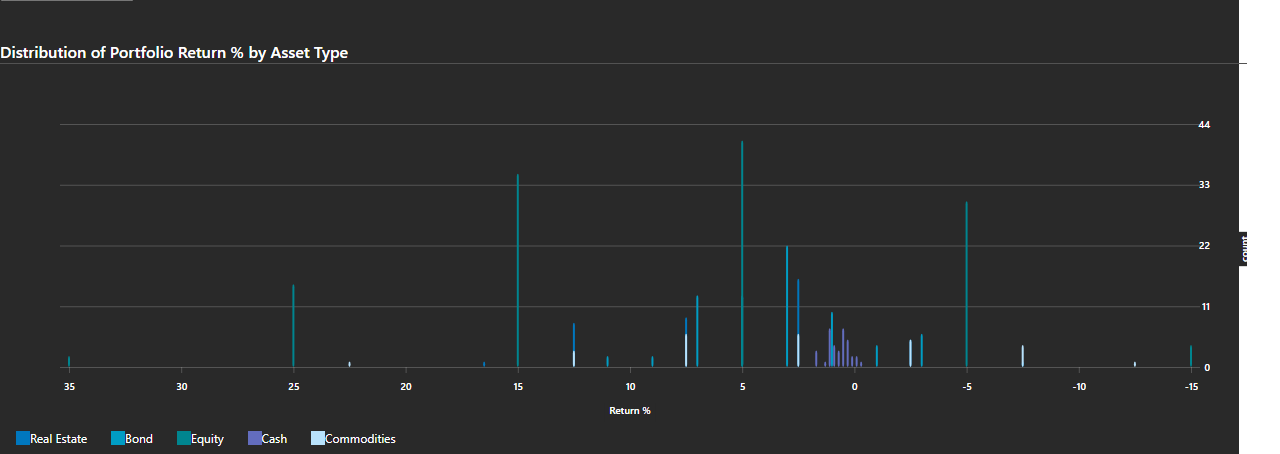 Distribution of Portfolio Return % by Asset Type
44
33
22
11
0
count
35 30 25 20 15 10 5 0 -5 -10 -15
Return %
Real Estate Bond Equity Cash Commodities